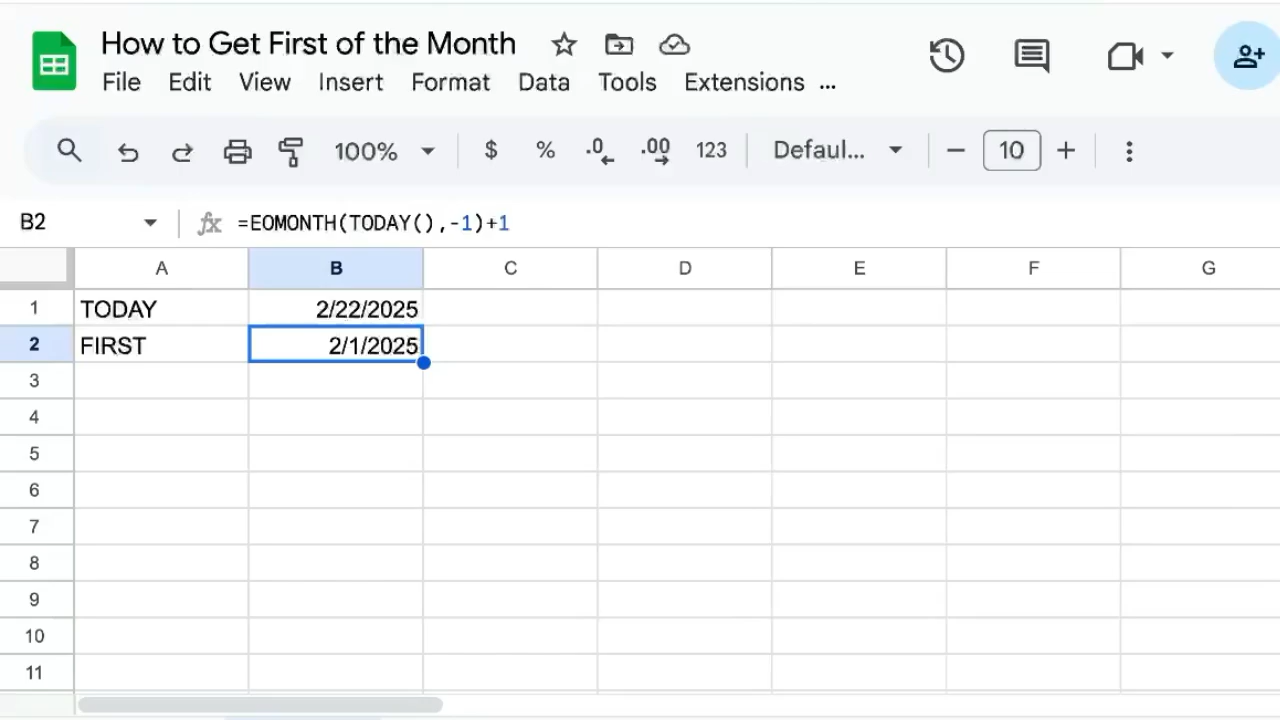 How to Get First of the Month
File Edit View Insert Format Data Tools Extensions ...
100% $ % .0 .00 123 Defaul... − 10 +
B2 fx =EOMONTH(TODAY(),-1)+1
A B C D E F G
1 TODAY 2/22/2025
2 FIRST 2/1/2025
3
4
5
6
7
8
9
10
11